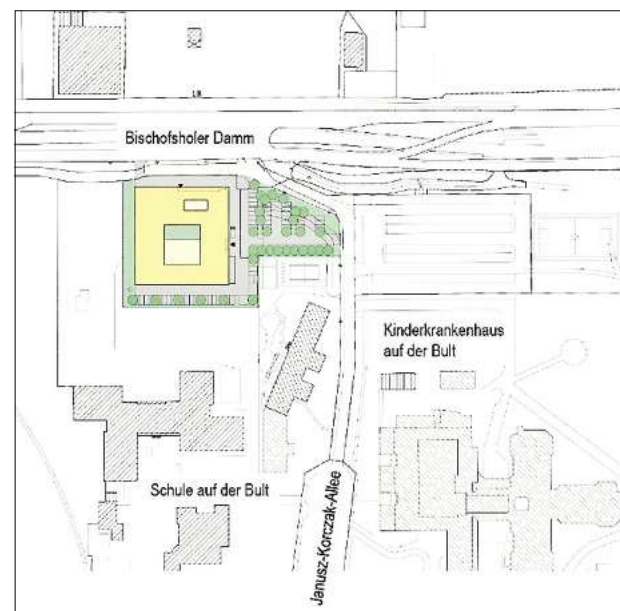 Bischofsholer Damm
Kinderkrankenhaus
auf der Bult
Schule auf der Bult
Janusz-Korczak-Allee